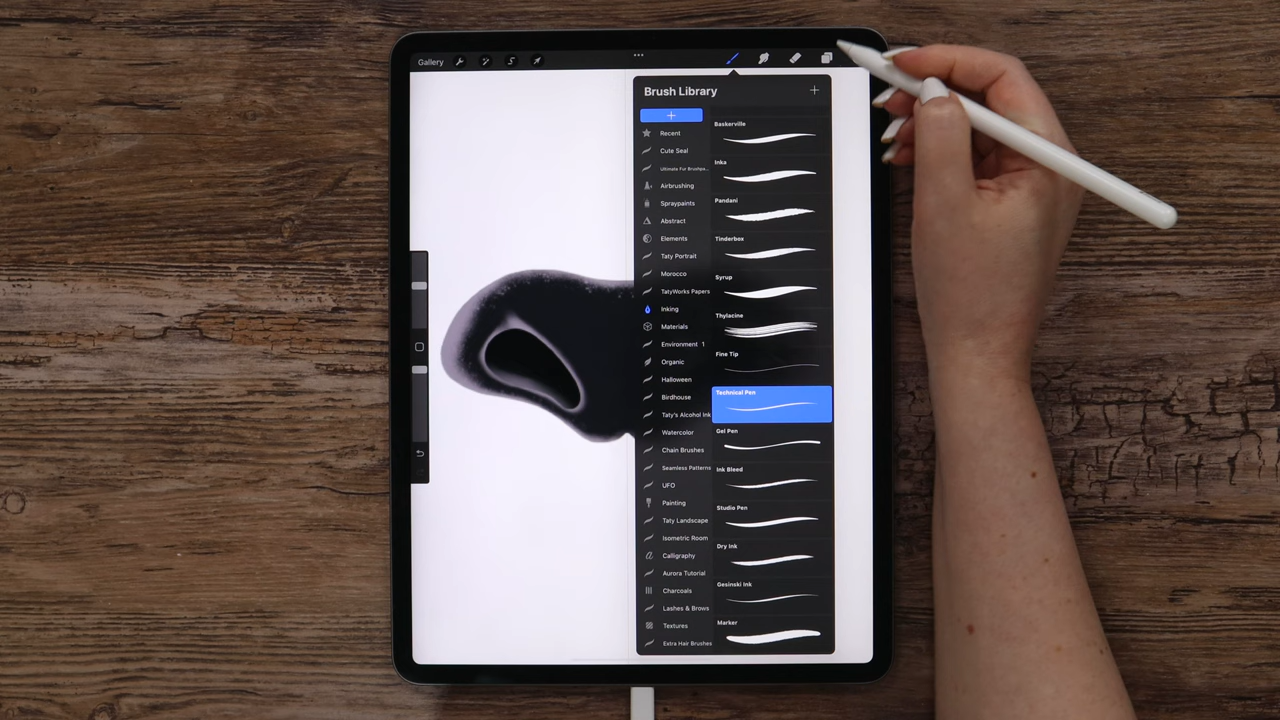 Gallery
Brush Library
Recent
Cute Seal
Ultimate Fur Brushpa...
Airbrushing
Spraypaints
Abstract
Elements
Taty Portrait
Morocco
TatyWorks Papers
Inking
Materials
Environment 1
Organic
Halloween
Birdhouse
Taty's Alcohol Ink
Watercolor
Chain Brushes
Seamless Patterns
UFO
Painting
Taty Landscape
Isometric Room
Calligraphy
Aurora Tutorial
Charcoals
Lashes & Brows
Textures
Extra Hair Brushes
Baskerville
Inka
Pandani
Tinderbox
Syrup
Thylacine
Fine Tip
Technical Pen
Gel Pen
Ink Bleed
Studio Pen
Dry Ink
Gesinski Ink
Marker